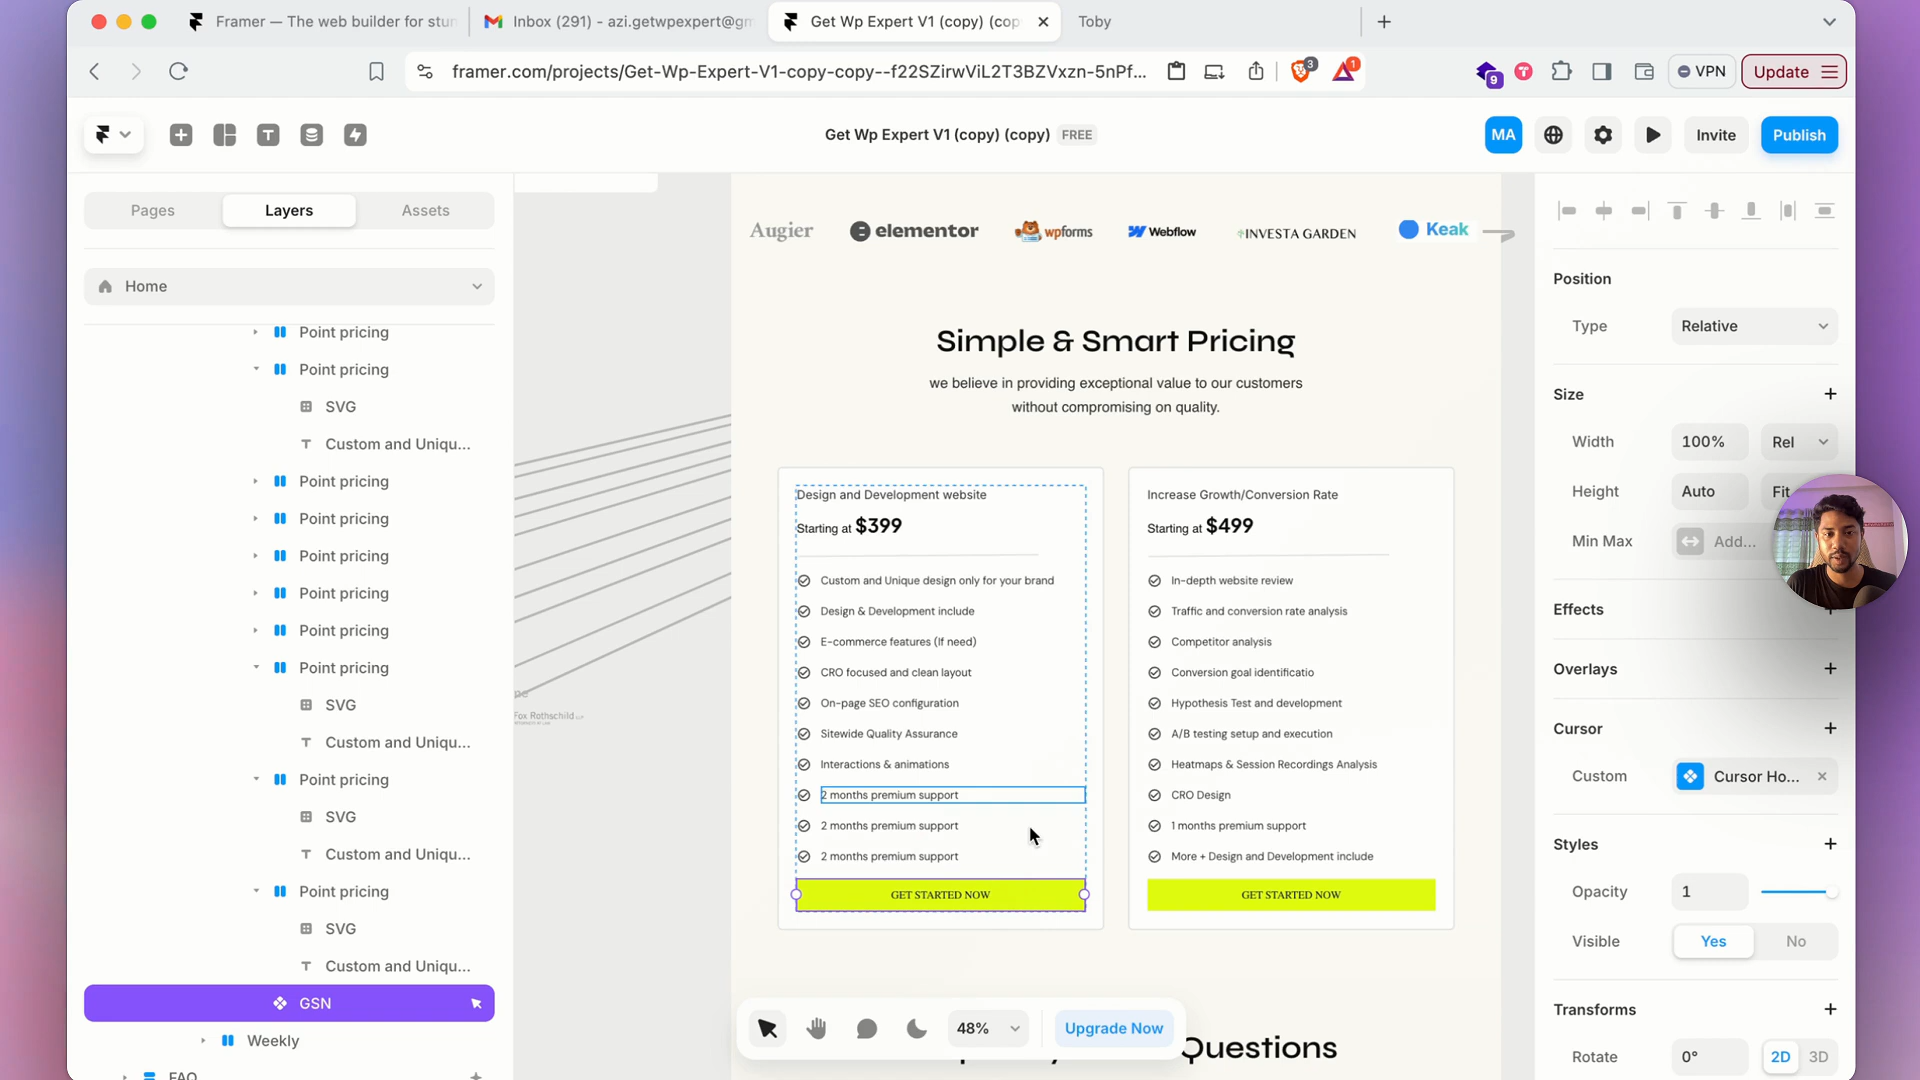 Framer — The web builder for stun
Inbox (291) - azi.getwpexpert@gm
Get Wp Expert V1 (copy) (cop
Toby
framer.com/projects/Get-Wp-Expert-V1-copy-copy--f22SZirwViL2T3BZVxzn-5nPf...
3
1
9
VPN
Update
Get Wp Expert V1 (copy) (copy) FREE
MA
Invite
Publish
Pages
Layers
Assets
Home
Point pricing
Point pricing
SVG
Custom and Uniqu...
Point pricing
Point pricing
Point pricing
Point pricing
Point pricing
Point pricing
SVG
Custom and Uniqu...
Point pricing
SVG
Custom and Uniqu...
Point pricing
SVG
Custom and Uniqu...
GSN
Weekly
FAQ
Fox Rothschild LLP
Augier
elementor
wpforms
Webflow
INVESTA GARDEN
Keak
Simple & Smart Pricing
we believe in providing exceptional value to our customers
without compromising on quality.
Design and Development website
Starting at $399
Custom and Unique design only for your brand
Design & Development include
E-commerce features (If need)
CRO focused and clean layout
On-page SEO configuration
Sitewide Quality Assurance
Interactions & animations
2 months premium support
2 months premium support
2 months premium support
GET STARTED NOW
Increase Growth/Conversion Rate
Starting at $499
In-depth website review
Traffic and conversion rate analysis
Competitor analysis
Conversion goal identificatio
Hypothesis Test and development
A/B testing setup and execution
Heatmaps & Session Recordings Analysis
CRO Design
1 months premium support
More + Design and Development include
GET STARTED NOW
48%
Upgrade Now
Questions
Position
Type
Relative
Size
Width
100%
Rel
Height
Auto
Fit
Min Max
Add...
Effects
Overlays
Cursor
Custom
Cursor Ho...
Styles
Opacity
1
Visible
Yes
No
Transforms
Rotate
0°
2D
3D